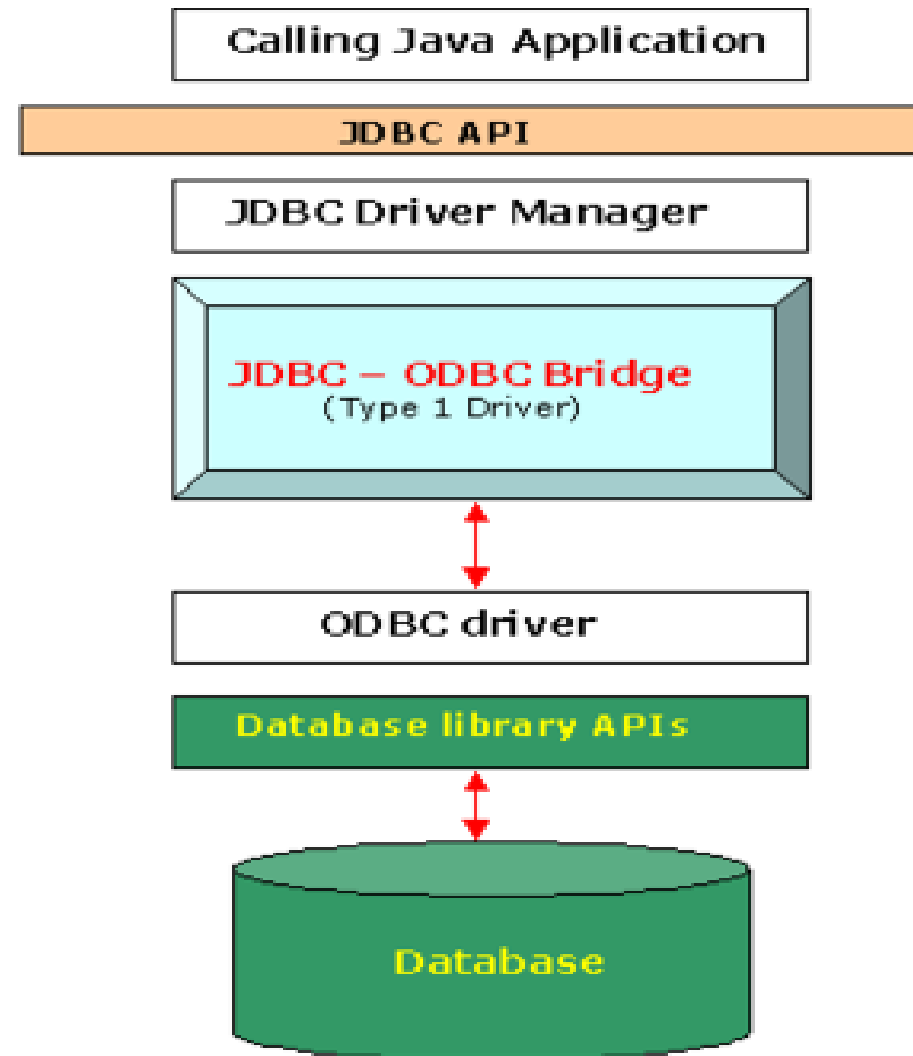 Calling Java Application
JDBC API
JDBC Driver Manager
JDBC – ODBC Bridge
(Type 1 Driver)
ODBC driver
Database library APIs
Database